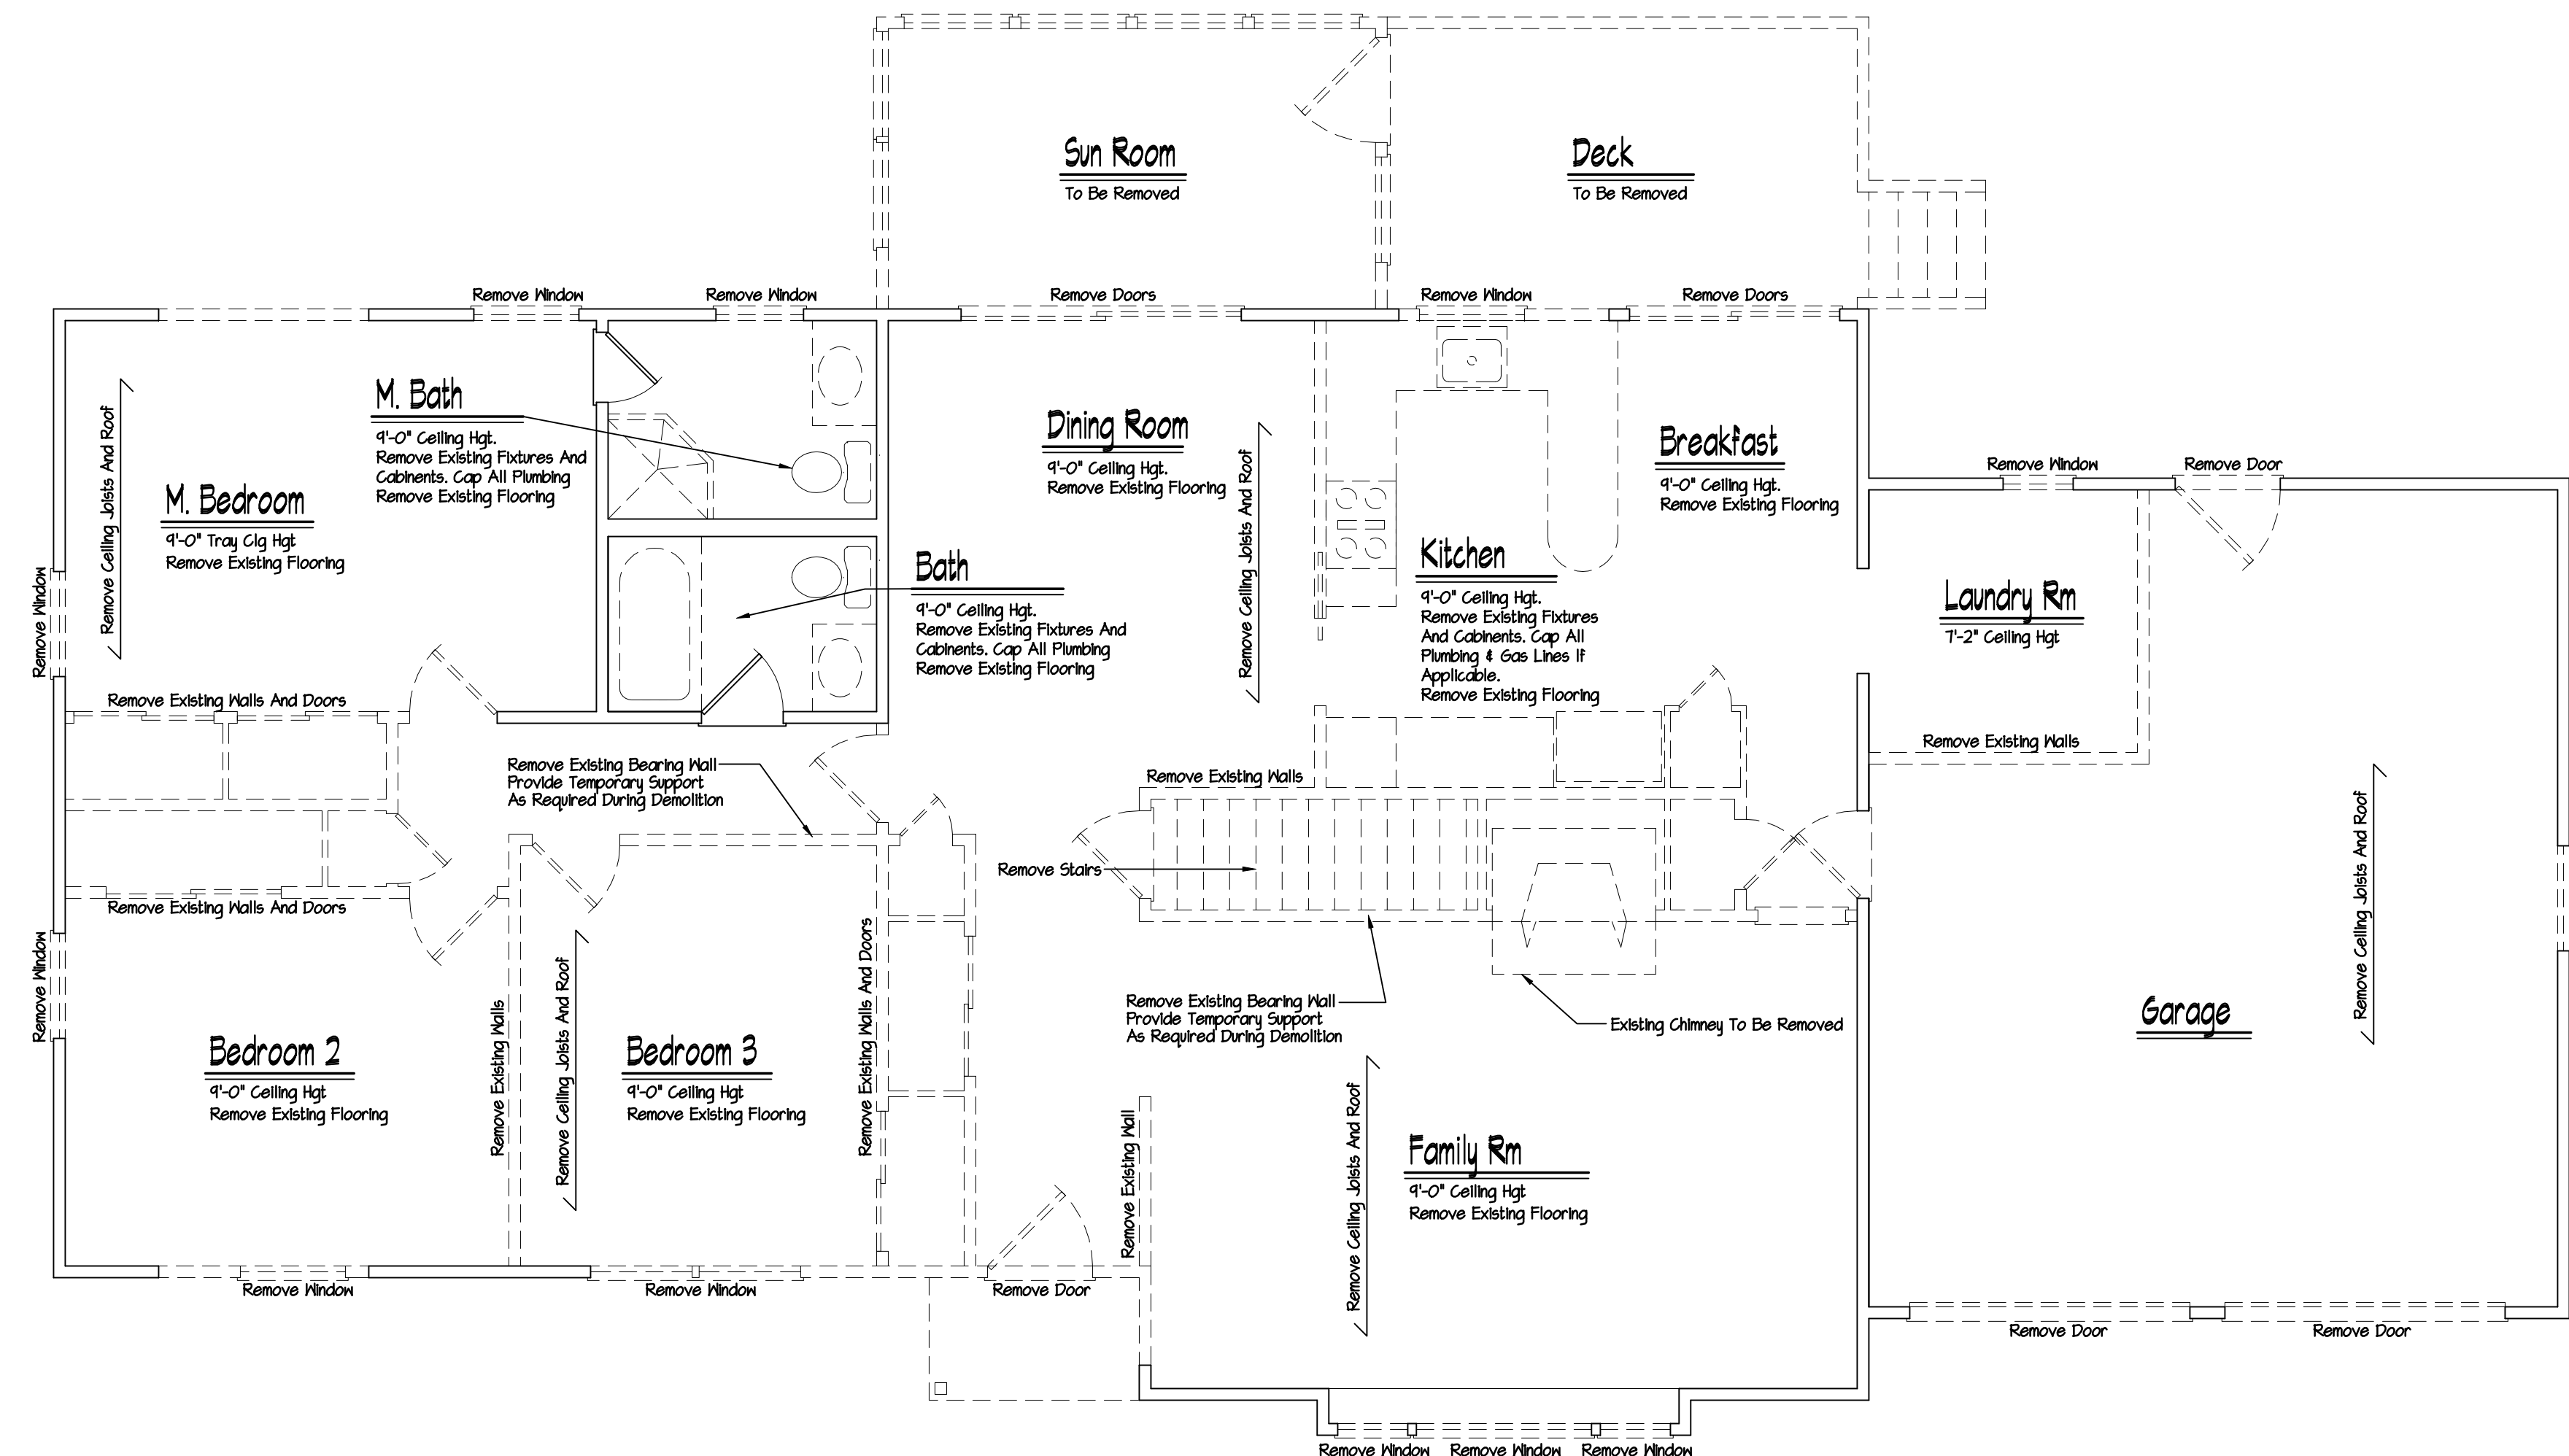 Sun Room
To Be Removed
Deck
To Be Removed
Remove Window
Remove Window
Remove Doors
Remove Window
Remove Doors
M. Bath
9'-0" Ceiling Hgt.
Remove Existing Fixtures And
Cabinents. Cap All Plumbing
Remove Existing Flooring
Remove Ceiling Joists And Roof
M. Bedroom
9'-0" Tray Clg Hgt
Remove Existing Flooring
Remove Window
Dining Room
9'-0" Ceiling Hgt.
Remove Existing Flooring
Remove Ceiling Joists And Roof
Breakfast
9'-0" Ceiling Hgt.
Remove Existing Flooring
Remove Window
Remove Door
Bath
9'-0" Ceiling Hgt.
Remove Existing Fixtures And
Cabinents. Cap All Plumbing
Remove Existing Flooring
Kitchen
9'-0" Ceiling Hgt.
Remove Existing Fixtures
And Cabinents. Cap All
Plumbing & Gas Lines If
Applicable.
Remove Existing Flooring
Laundry Rm
7'-2" Ceiling Hgt
Remove Existing Walls And Doors
Remove Existing Walls
Remove Existing Bearing Wall
Provide Temporary Support
As Required During Demolition
Remove Existing Walls
Remove Stairs
Remove Ceiling Joists And Roof
Remove Existing Walls And Doors
Remove Window
Remove Existing Walls
Remove Ceiling Joists And Roof
Remove Existing Walls And Doors
Remove Existing Bearing Wall
Provide Temporary Support
As Required During Demolition
Existing Chimney To Be Removed
Garage
Bedroom 2
9'-0" Ceiling Hgt
Remove Existing Flooring
Bedroom 3
9'-0" Ceiling Hgt
Remove Existing Flooring
Remove Existing Wall
Remove Ceiling Joists And Roof
Family Rm
9'-0" Ceiling Hgt
Remove Existing Flooring
Remove Window
Remove Window
Remove Door
Remove Door
Remove Door
Remove Window
Remove Window
Remove Window